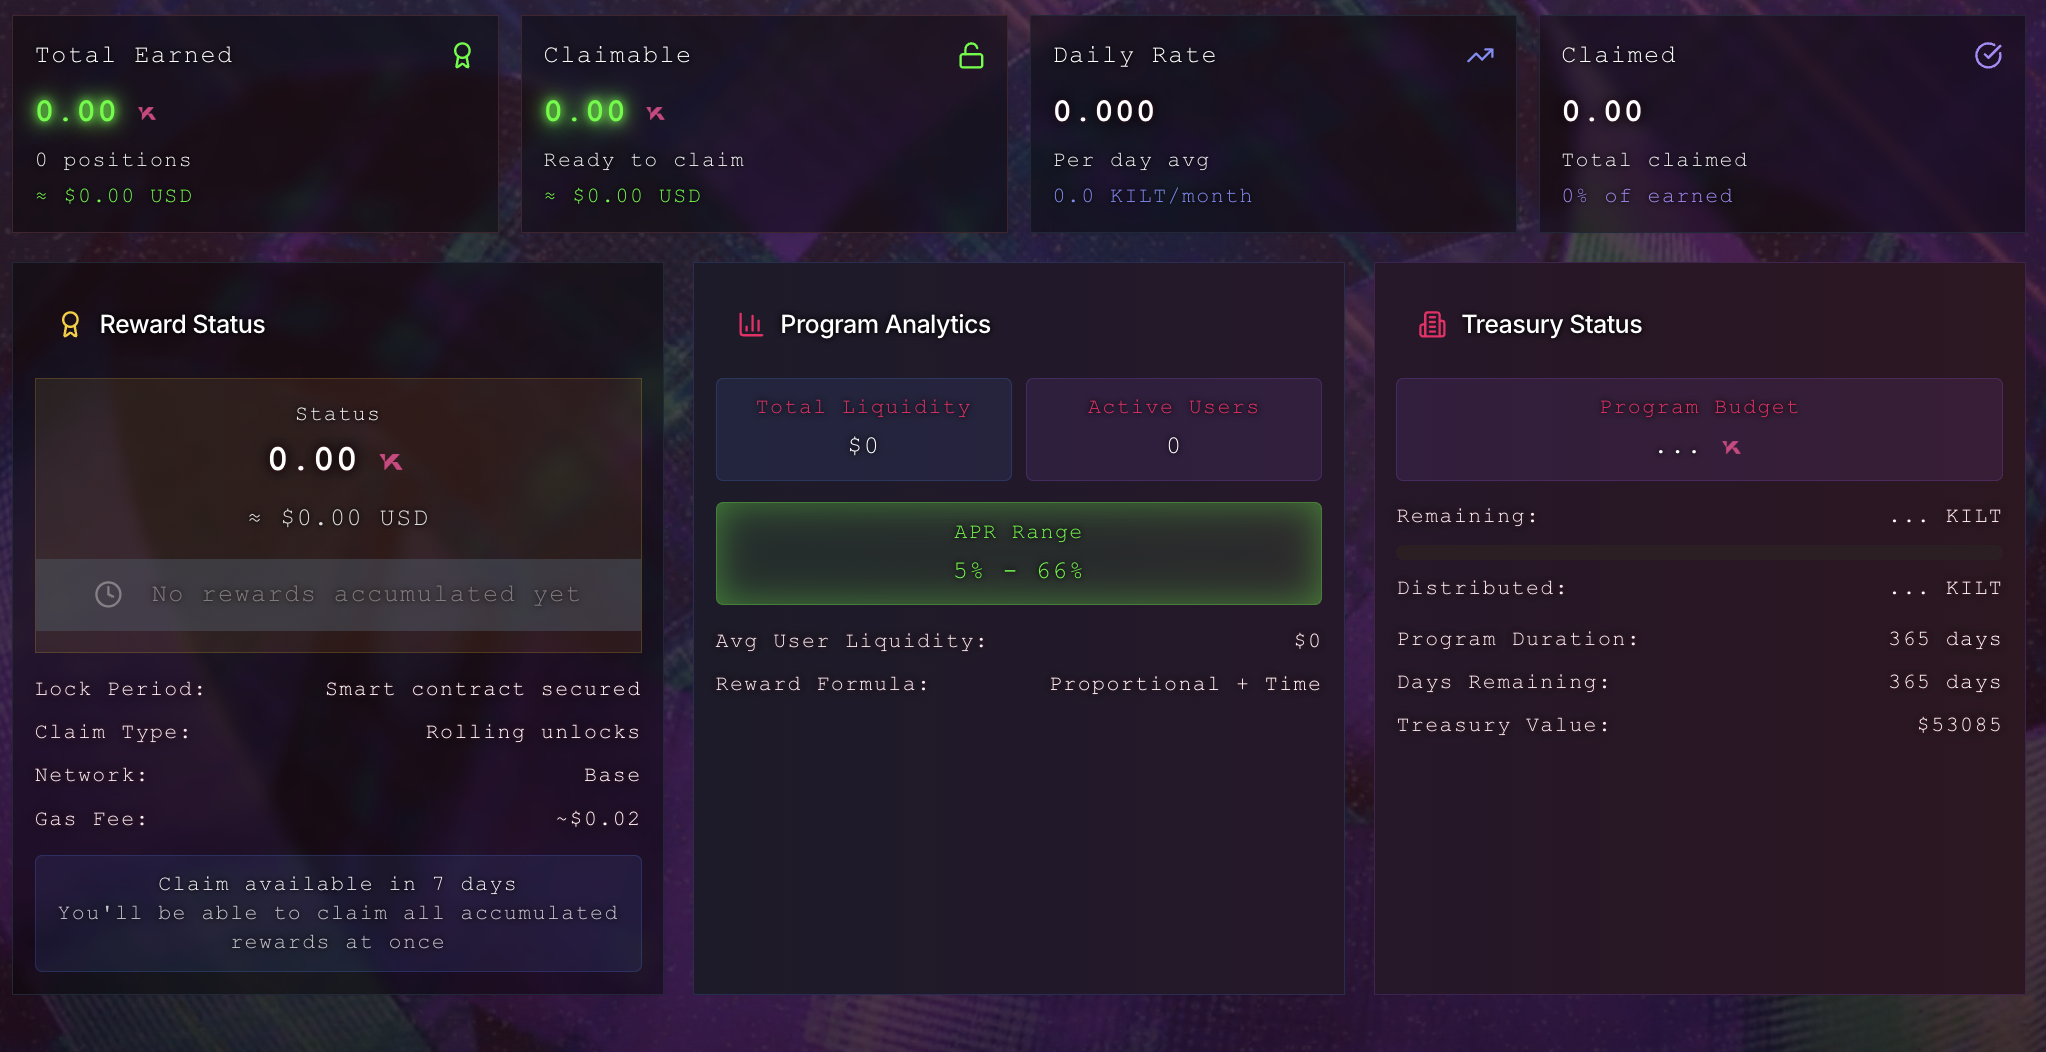 Total Earned
0.00
0 positions
≈ $0.00 USD
Claimable
0.00
Ready to claim
≈ $0.00 USD
Daily Rate
0.000
Per day avg
0.0 KILT/month
Claimed
0.00
Total claimed
0% of earned
Reward Status
Status
0.00
≈ $0.00 USD
No rewards accumulated yet
Lock Period: Smart contract secured
Claim Type: Rolling unlocks
Network: Base
Gas Fee: ~$0.02
Claim available in 7 days
You'll be able to claim all accumulated
rewards at once
Program Analytics
Total Liquidity
$0
Active Users
0
APR Range
5% - 66%
Avg User Liquidity: $0
Reward Formula: Proportional + Time
Treasury Status
Program Budget
...
Remaining: ... KILT
Distributed: ... KILT
Program Duration: 365 days
Days Remaining: 365 days
Treasury Value: $53085